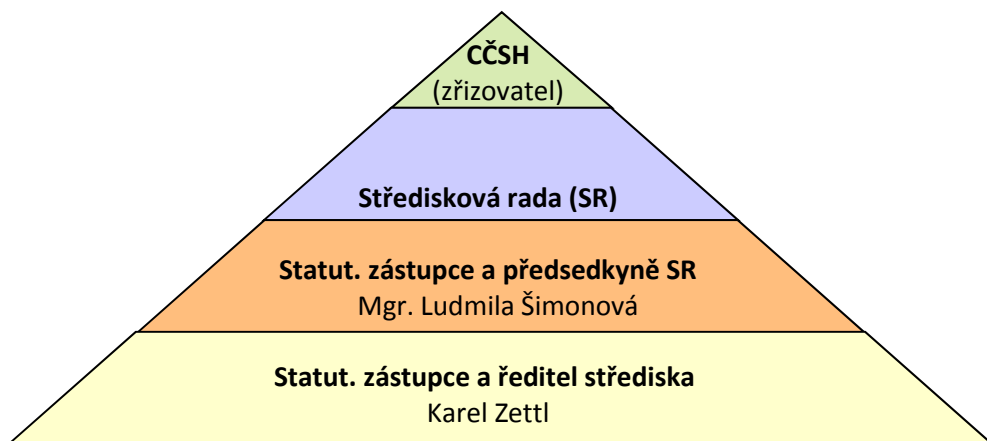 CČSH
(zřizovatel)
Středisková rada (SR)
Statut. zástupce a předsedkyně SR
Mgr. Ludmila Šimonová
Statut. zástupce a ředitel střediska
Karel Zettl